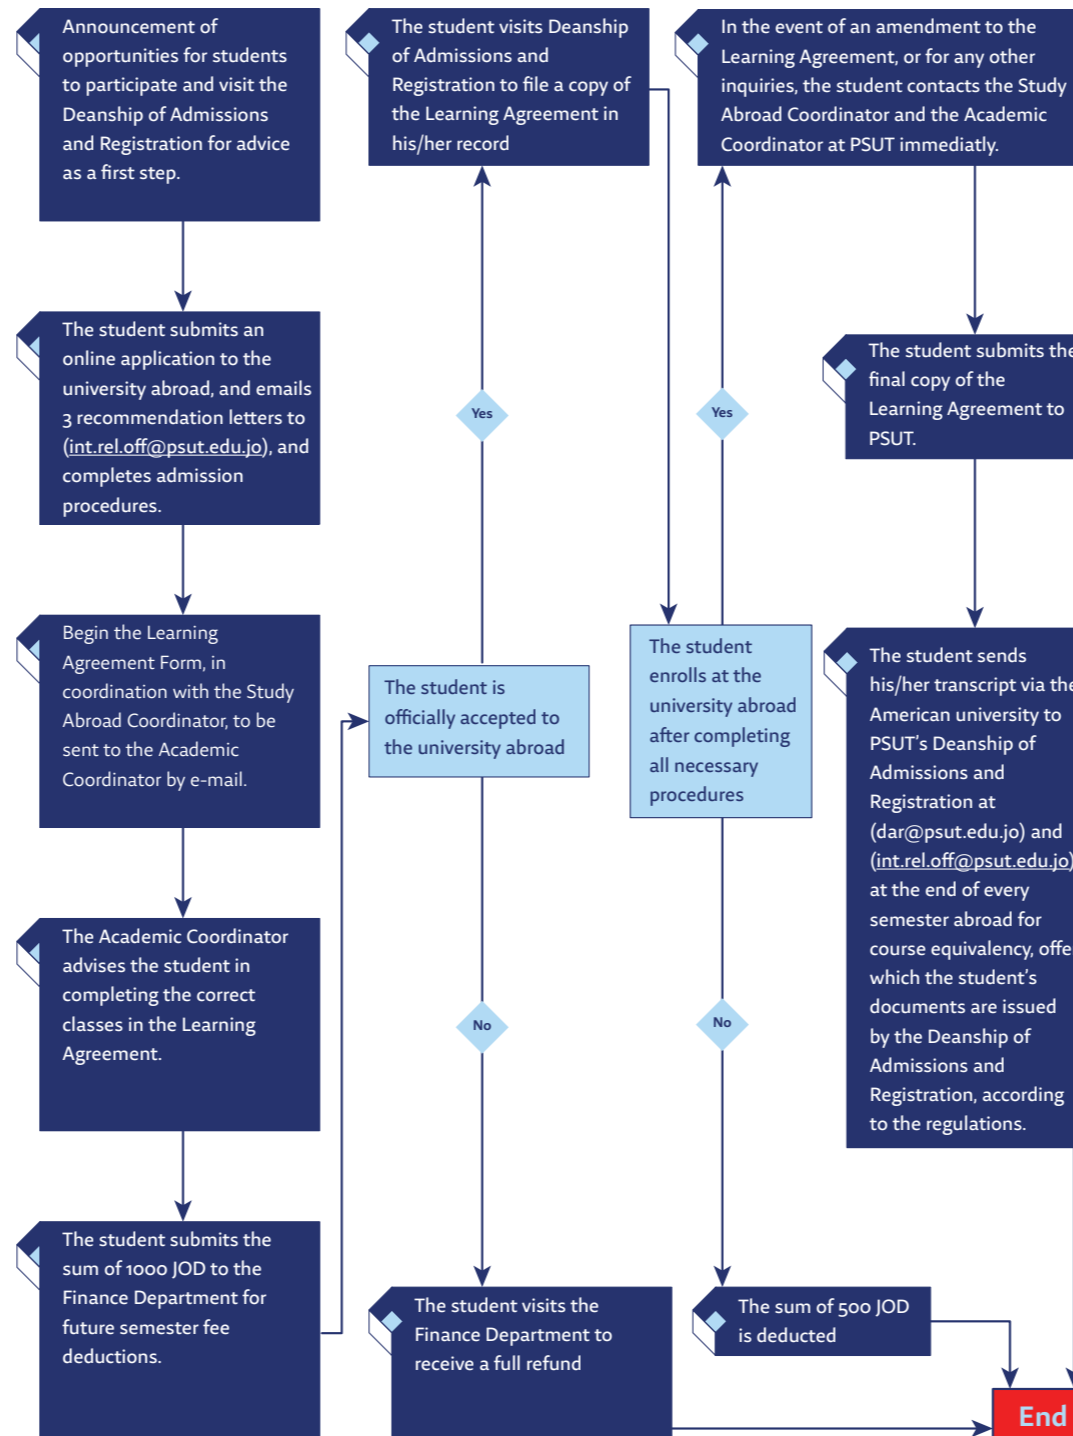 Announcement of
opportunities for students
to participate and visit the
Deanship of Admissions
and Registration for advice
as a first step.
The student submits an
online application to the
university abroad, and emails
3 recommendation letters to
(int.rel.off@psut.edu.jo), and
completes admission
procedures.
Begin the Learning
Agreement Form, in
coordination with the Study
Abroad Coordinator, to be
sent to the Academic
Coordinator by e-mail.
The Academic Coordinator
advises the student in
completing the correct
classes in the Learning
Agreement.
The student submits the
sum of 1000 JOD to the
Finance Department for
future semester fee
deductions.
The student visits Deanship
of Admissions and
Registration to file a copy of
the Learning Agreement in
his/her record
Yes
The student is
officially accepted to
the university abroad
No
The student visits the
Finance Department to
receive a full refund
In the event of an amendment to the
Learning Agreement, or for any other
inquiries, the student contacts the Study
Abroad Coordinator and the Academic
Coordinator at PSUT immediatly.
Yes
The student
enrolls at the
university abroad
after completing
all necessary
procedures
No
The sum of 500 JOD
is deducted
The student submits the
final copy of the
Learning Agreement to
PSUT.
The student sends
his/her transcript via the
American university to
PSUT's Deanship of
Admissions and
Registration at
(dar@psut.edu.jo) and
(int.rel.off@psut.edu.jo)
at the end of every
semester abroad for
course equivalency,
which the student's
documents are issued
by the Deanship of
Admissions and
Registration, according
to the regulations.
End